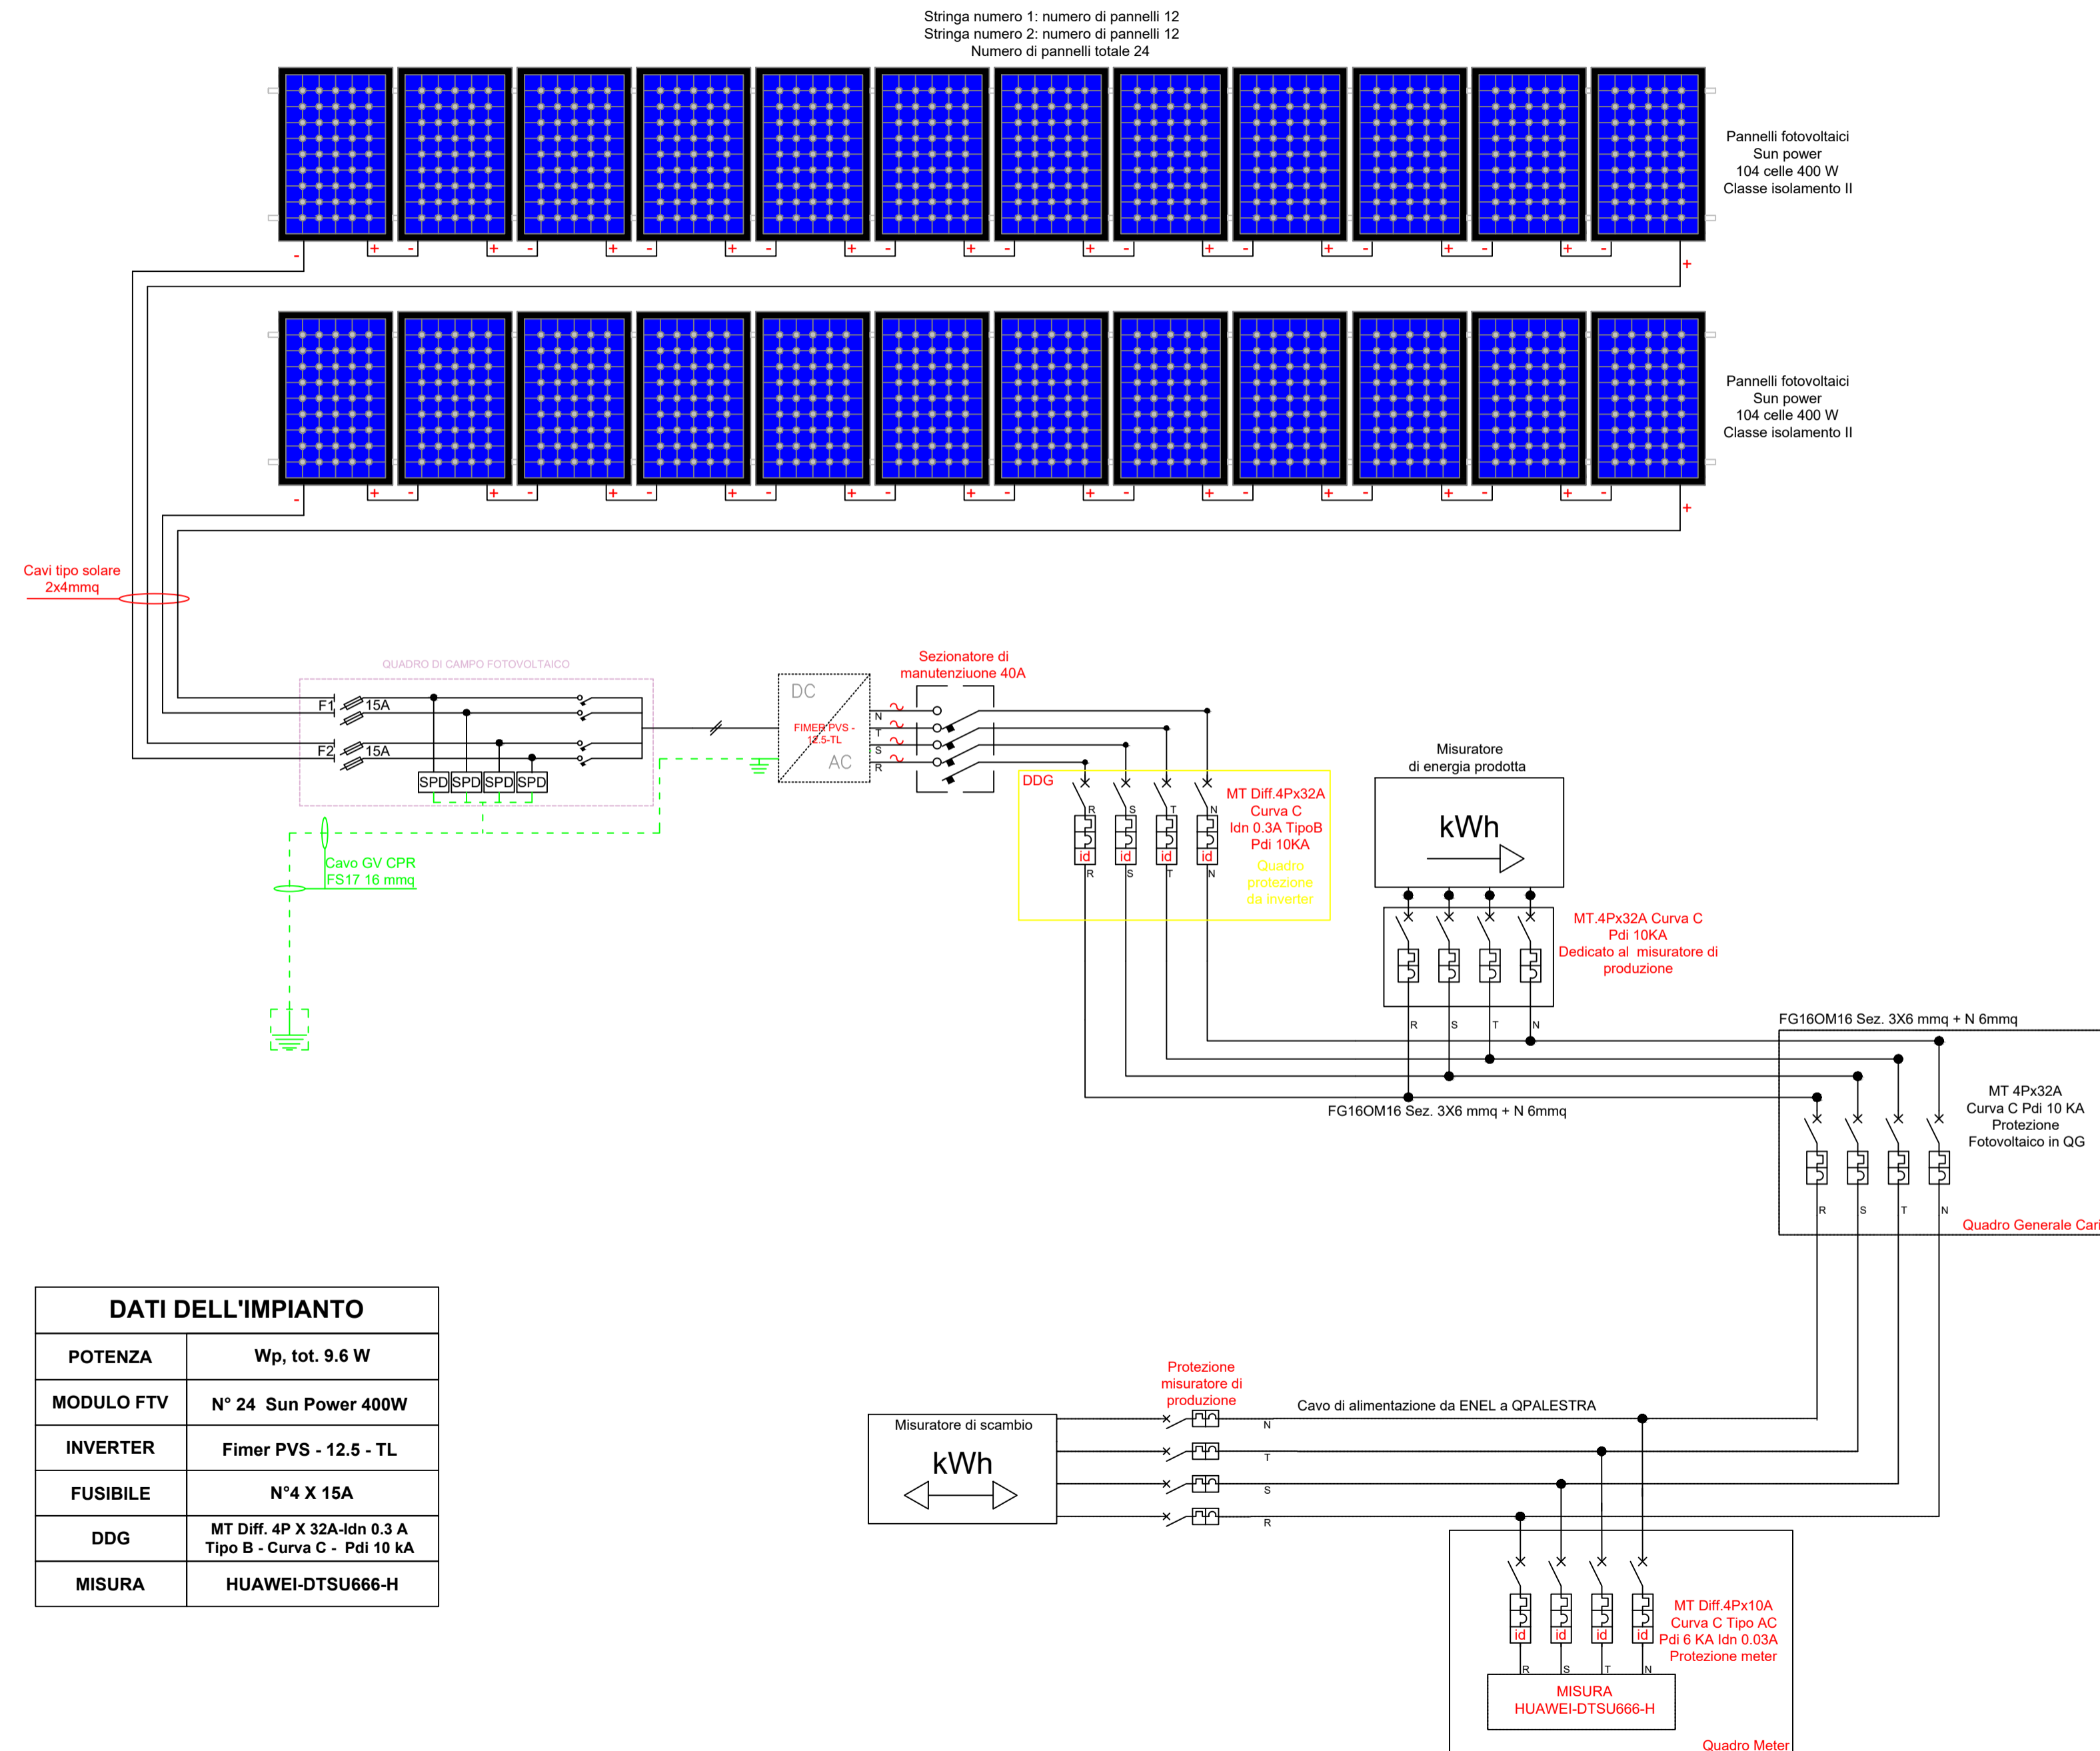 Stringa numero 1: numero di pannelli 12
Stringa numero 2: numero di pannelli 12
Numero di pannelli totale 24
Pannelli fotovoltaici
Sun power
104 celle 400 W
Classe isolamento II
- + - + - + - + - + - + - + - + - + - + - + - +
Pannelli fotovoltaici
Sun power
104 celle 400 W
Classe isolamento II
- + - + - + - + - + - + - + - + - + - + - + - +
Cavi tipo solare
2x4mmq
QUADRO DI CAMPO FOTOVOLTAICO
F1 15A
F2 15A
SPD SPD SPD SPD
DC
FIMER PVS -
12.5-TL
AC
N
T
S
R
Sezionatore di
manutenziuone 40A
Cavo GV CPR
FS17 16 mmq
DDG
R S T N
id id id id
R S T N
MT Diff.4Px32A
Curva C
Idn 0.3A TipoB
Pdi 10KA
Quadro
protezione
da Inverter
Misuratore
di energia prodotta
kWh
MT.4Px32A Curva C
Pdi 10KA
Dedicato al misuratore di
produzione
R S T N
FG16OM16 Sez. 3X6 mmq + N 6mmq
FG16OM16 Sez. 3X6 mmq + N 6mmq
MT 4Px32A
Curva C Pdi 10 KA
Protezione
Fotovoltaico in QG
R S T N
Quadro Generale Cari
DATI DELL'IMPIANTO
POTENZA Wp, tot. 9.6 W
MODULO FTV N° 24 Sun Power 400W
INVERTER Fimer PVS - 12.5 - TL
FUSIBILE N°4 X 15A
DDG MT Diff. 4P X 32A-Idn 0.3 A
Tipo B - Curva C - Pdi 10 kA
MISURA HUAWEI-DTSU666-H
Protezione
misuratore di
produzione
Misuratore di scambio
kWh
Cavo di alimentazione da ENEL a QPALESTRA
N
T
S
R
id id id id
R S T N
MT Diff.4Px10A
Curva C Tipo AC
Pdi 6 KA Idn 0.03A
Protezione meter
MISURA
HUAWEI-DTSU666-H
Quadro Meter